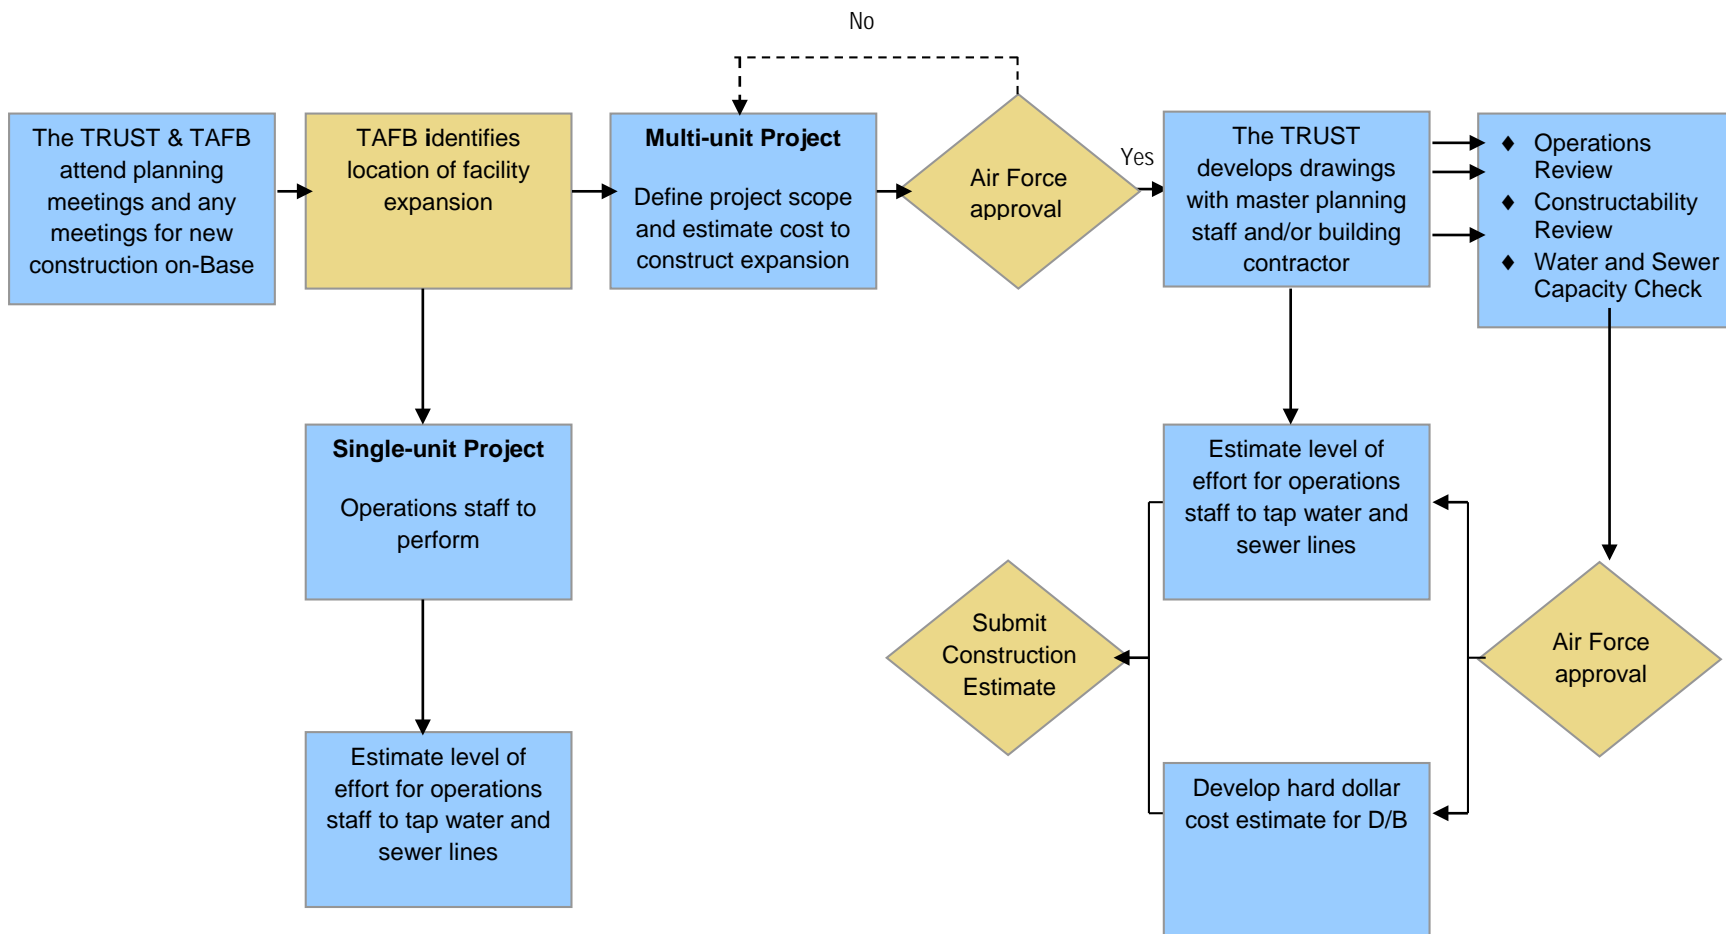 No
The TRUST & TAFB
attend planning
meetings and any
meetings for new
construction on-Base
TAFB identifies
location of facility
expansion
Multi-unit Project
Define project scope
and estimate cost to
construct expansion
Air Force
approval
Yes
The TRUST
develops drawings
with master planning
staff and/or building
contractor
♦ Operations
Review
♦ Constructability
Review
♦ Water and Sewer
Capacity Check
Single-unit Project
Operations staff to
perform
Estimate level of
effort for operations
staff to tap water and
sewer lines
Submit
Construction
Estimate
Air Force
approval
Estimate level of
effort for operations
staff to tap water and
sewer lines
Develop hard dollar
cost estimate for D/B